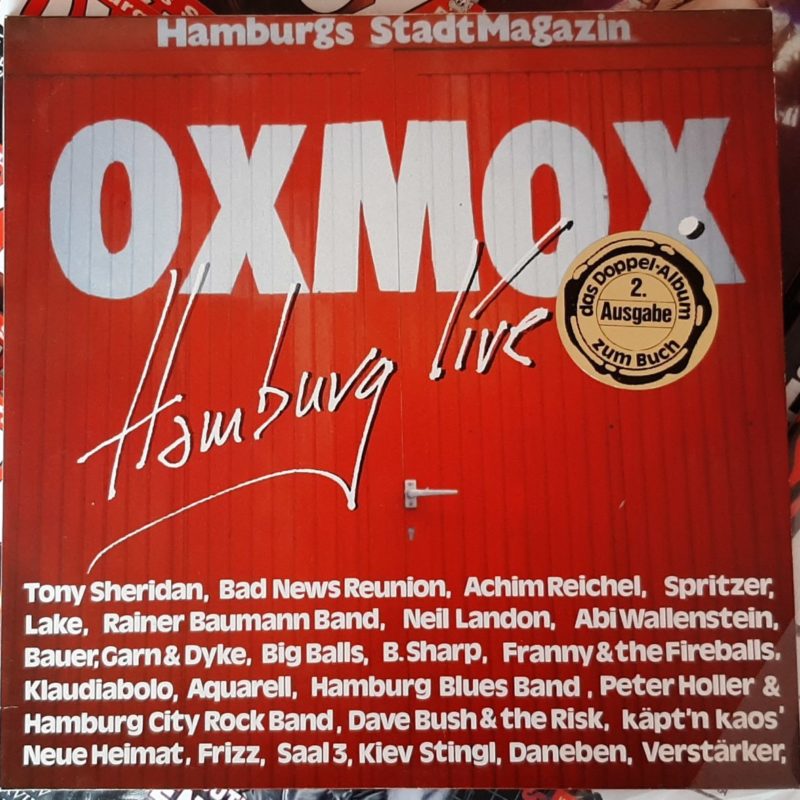 Hamburgs StadtMagazin
OXMOX
Hamburg live
das Doppel-Album
2.
Ausgabe
zum Buch
Tony Sheridan, Bad News Reunion, Achim Reichel, Spritzer,
Lake, Rainer Baumann Band, Neil Landon, Abi Wallenstein,
Bauer, Garn & Dyke, Big Balls, B. Sharp, Franny & the Fireballs,
Klaudiabolo, Aquarell, Hamburg Blues Band, Peter Holler &
Hamburg City Rock Band, Dave Bush & the Risk, käpt'n kaos'
Neue Heimat, Frizz, Saal 3, Kiev Stingl, Daneben, Verstärker,